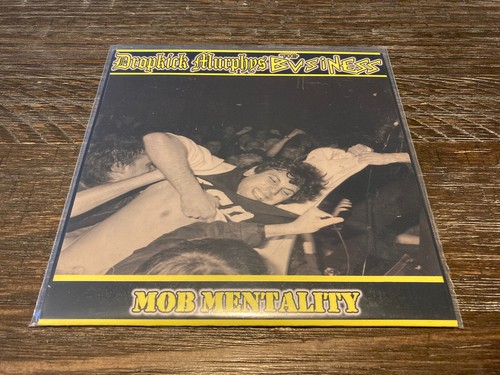 Dropkick Murphys THE BUSINESS
MOB MENTALITY